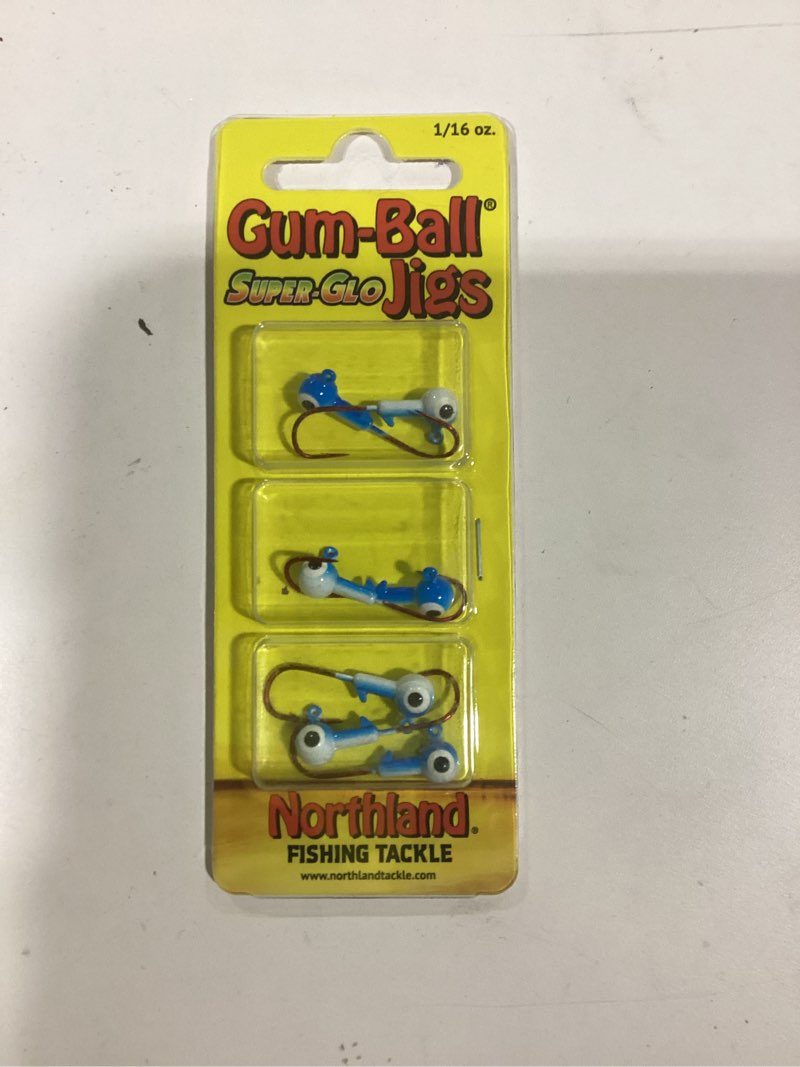 1/16 oz.
Gum-Ball®
Super-Glo Jigs
Northland®
FISHING TACKLE
www.northlandtackle.com